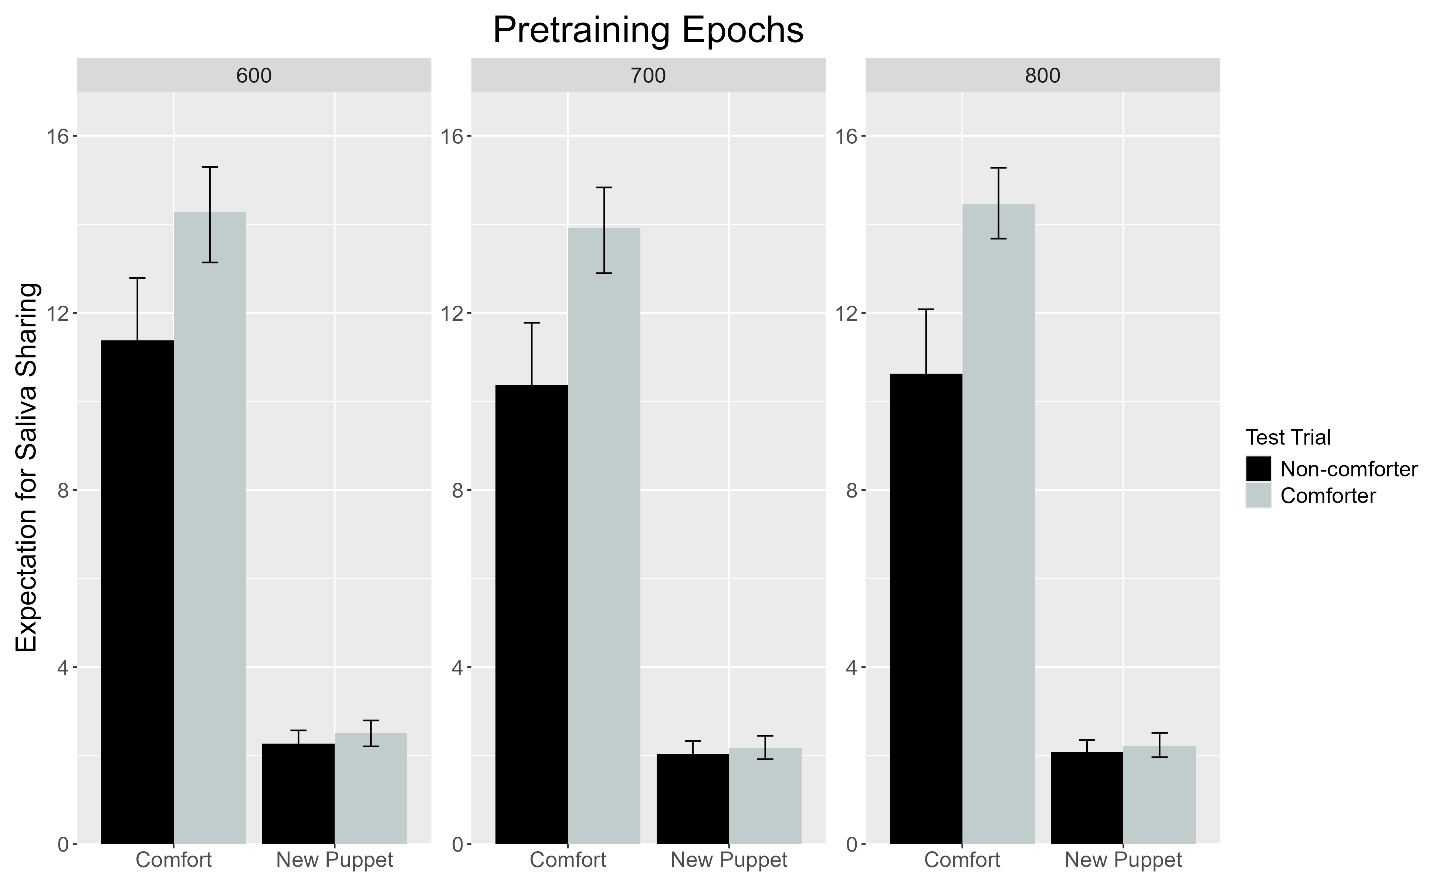 Pretraining Epochs
600 700 800
16 16 16
12 12 12
8 8 8
4 4 4
0 0 0
Expectation for Saliva Sharing
Comfort New Puppet Comfort New Puppet Comfort New Puppet
Test Trial
Non-comforter
Comforter